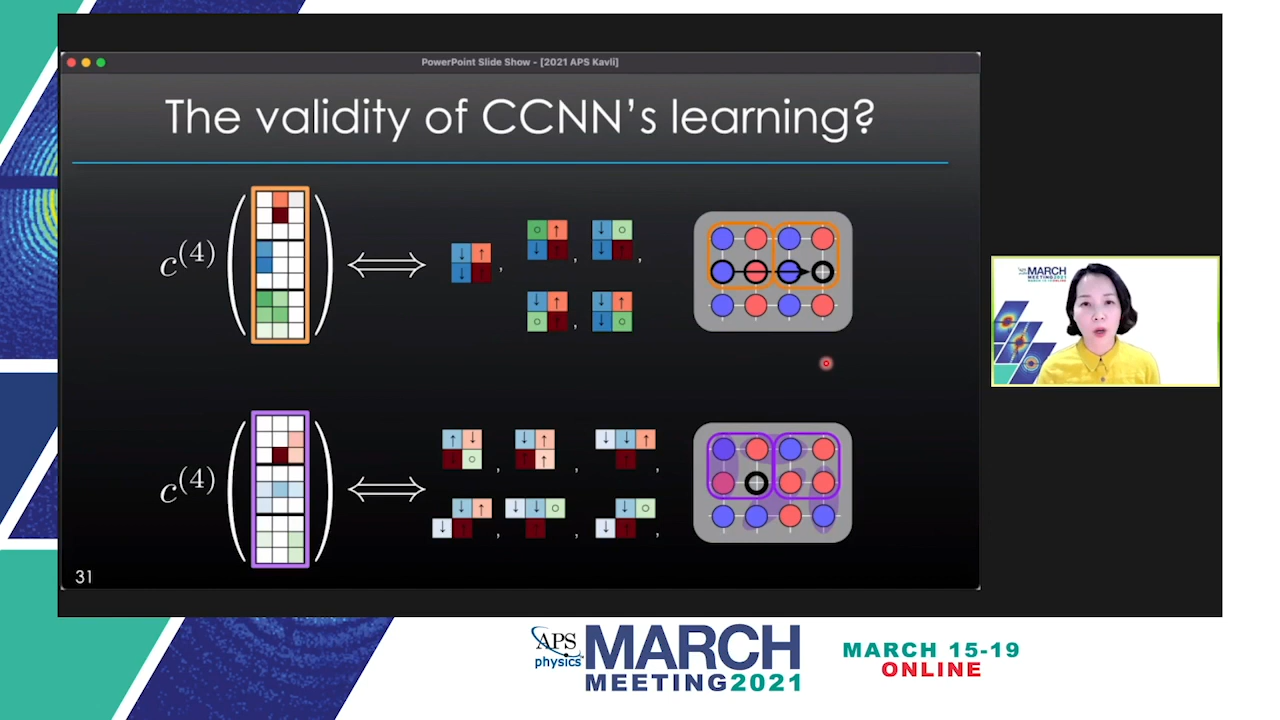 PowerPoint Slide Show - [2021 APS Kavli]
The validity of CCNN's learning?
c(4) ( ) ⟺ ↓ ↑ ↓ ↓ , ○ ↑ ↓ ↑ , ↓ ○ ↓ ↑ ,
↓ ↑ ○ ↑ , ↓ ↑ ↓ ○
c(4) ( ) ⟺ ↑ ↓ ○ , ↓ ↑ ↑ , ↓ ↓ ↑ ↑ ,
↓ ↑ ↓ ↑ , ↓ ↓ ○ ↑ , ↓ ○ ↓ ↑ ,
31
MARCH
MEETING2021
APS
physics
MARCH
MEETING2021
MARCH 15-19
ONLINE